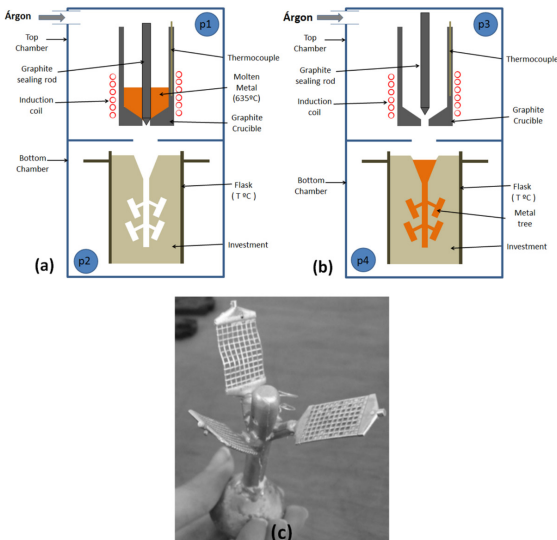 Árgon
p1
Top
Chamber
Graphite
sealing rod
Induction
coil
Thermocouple
Molten
Metal
(635ºC)
Graphite
Crucible
Bottom
Chamber
Flask
( T ºC )
Investment
p2
(a)
Árgon
p3
Top
Chamber
Graphite
sealing rod
Induction
coil
Thermocouple
Graphite
Crucible
Bottom
Chamber
Flask
( T ºC )
Metal
tree
Investment
p4
(b)
(c)